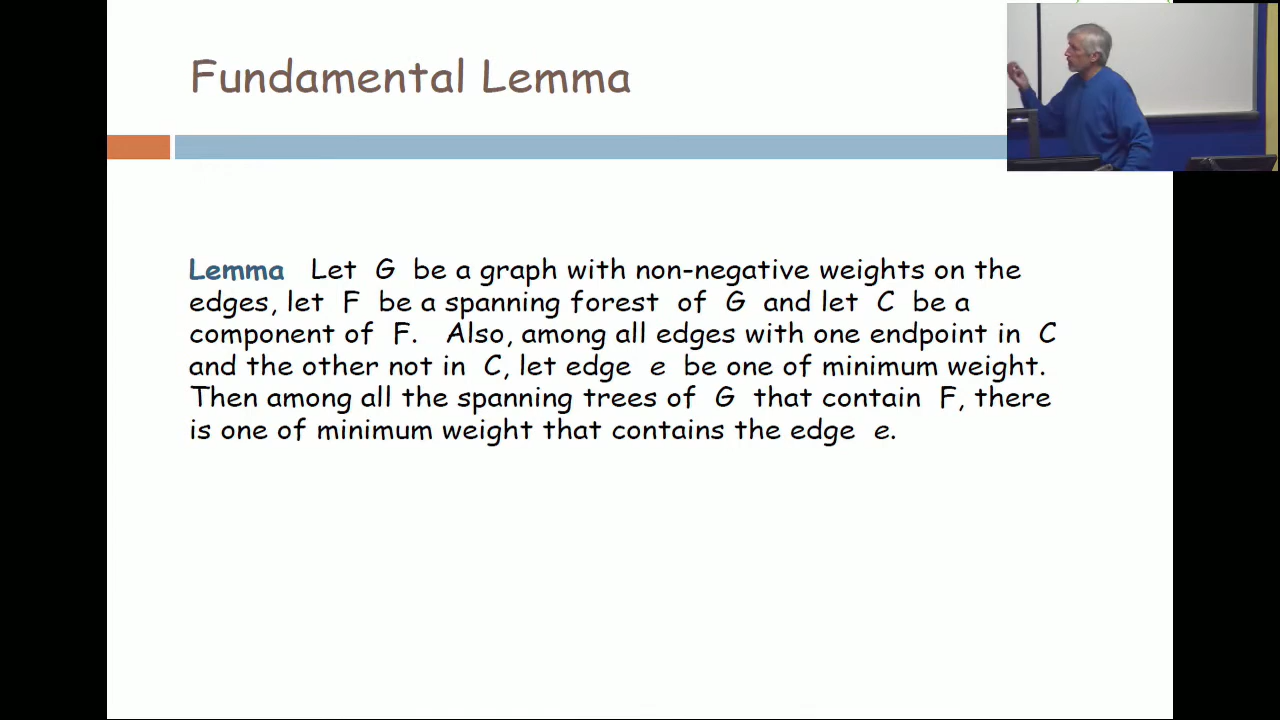 Fundamental Lemma
Lemma Let G be a graph with non-negative weights on the
edges, let F be a spanning forest of G and let C be a
component of F. Also, among all edges with one endpoint in C
and the other not in C, let edge e be one of minimum weight.
Then among all the spanning trees of G that contain F, there
is one of minimum weight that contains the edge e.